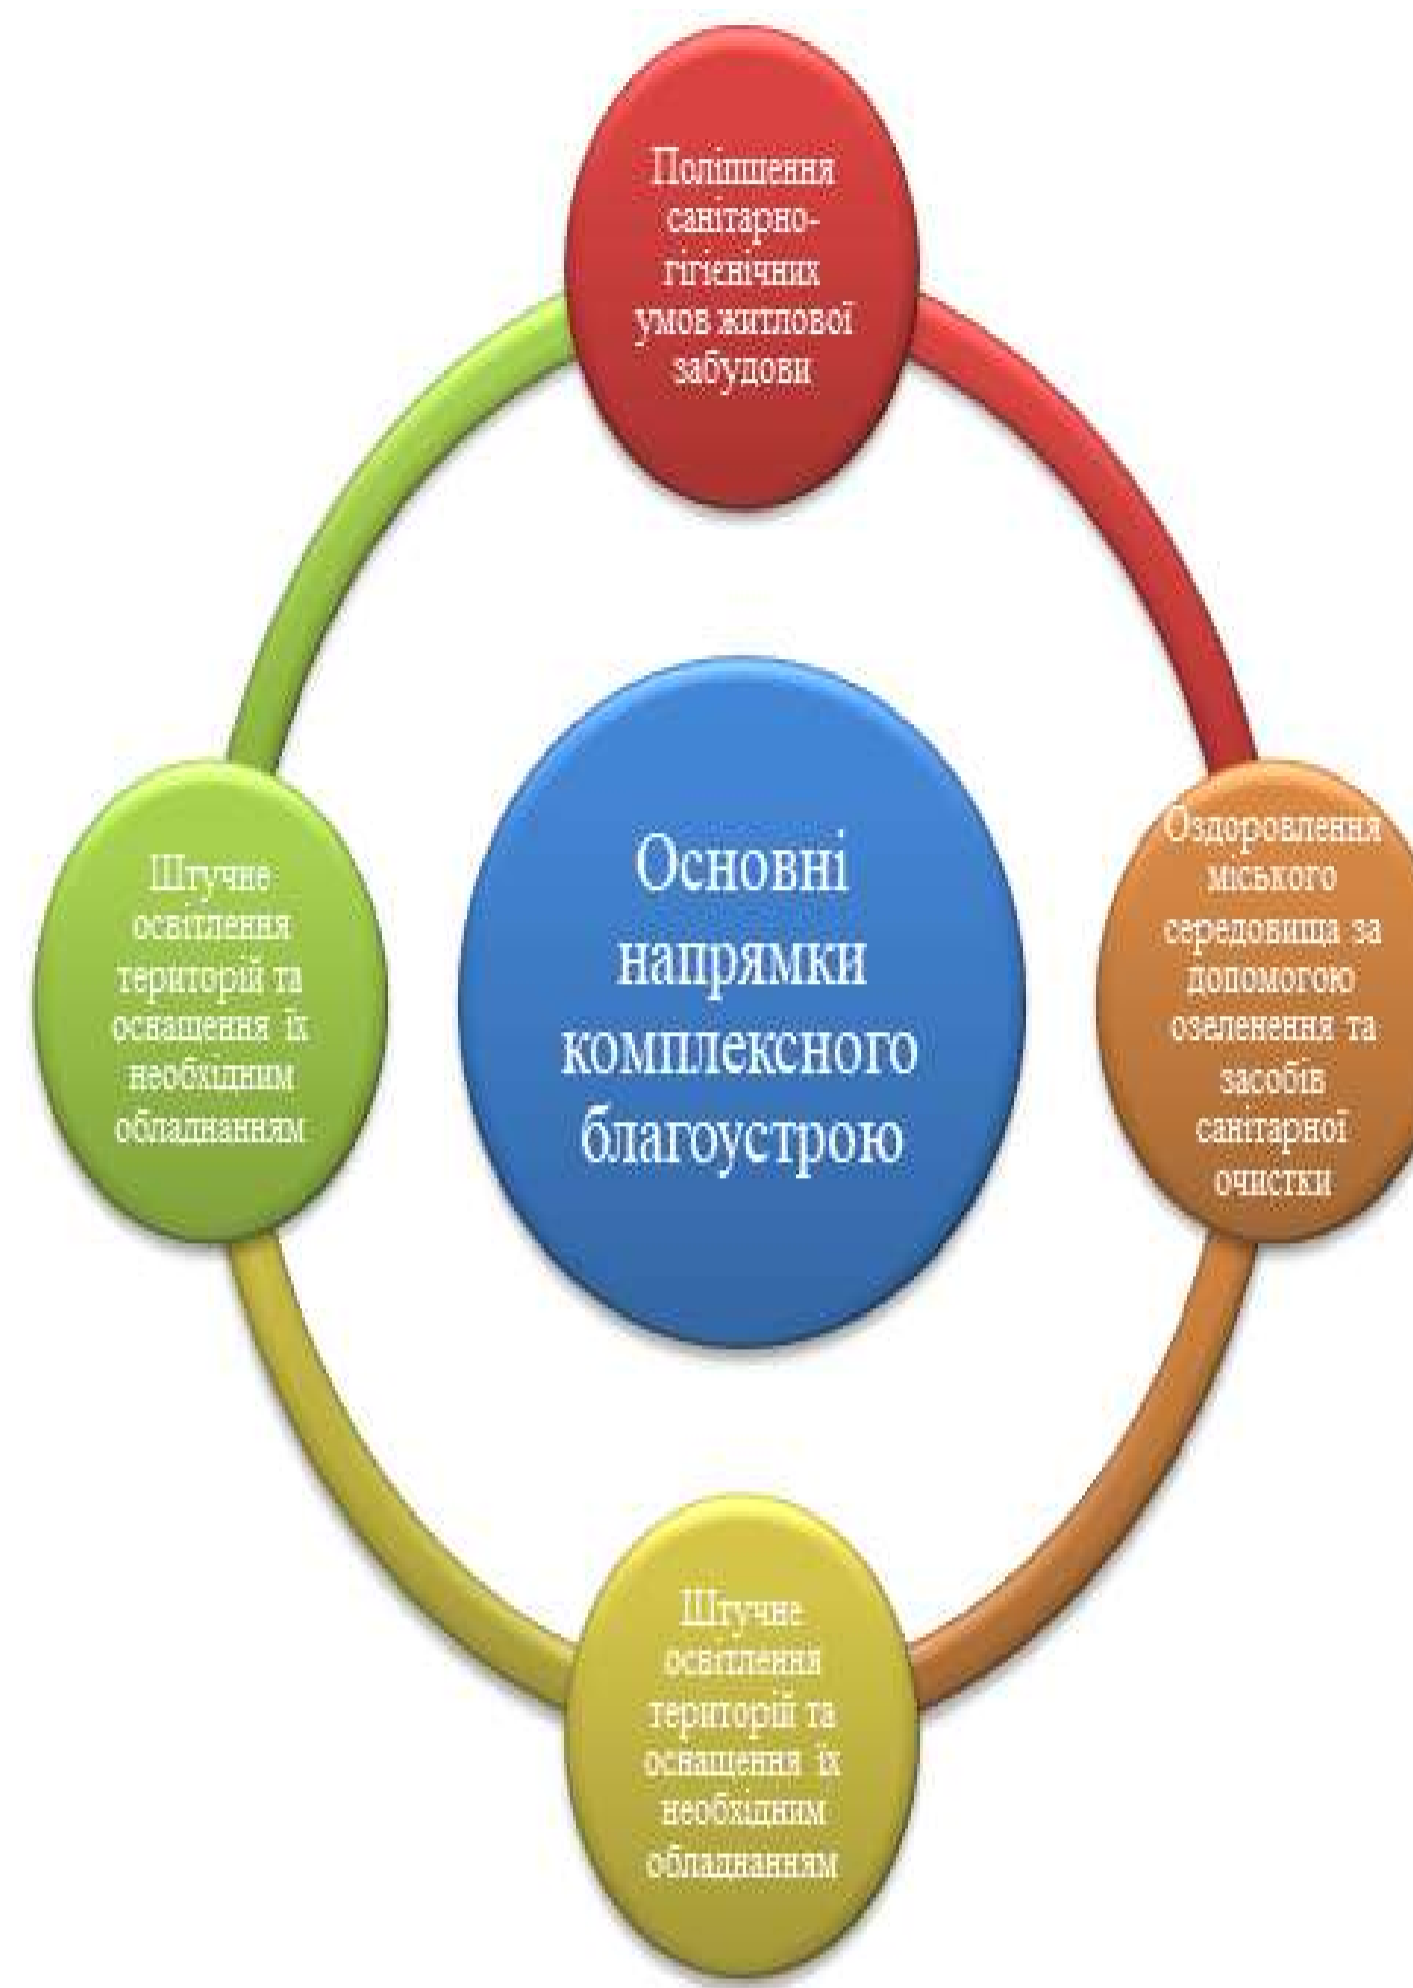 Поліпшення
санітарно-
гігієнічних
умов житлової
забудови
Оздоровлення
міського
середовища за
допомогою
озеленення та
засобів
санітарної
очистки
Штучне
освітлення
територій та
оснащення їх
необхідним
обладнанням
Штучне
освітлення
територій та
оснащення їх
необхідним
обладнанням
Основні
напрямки
комплексного
благоустрою